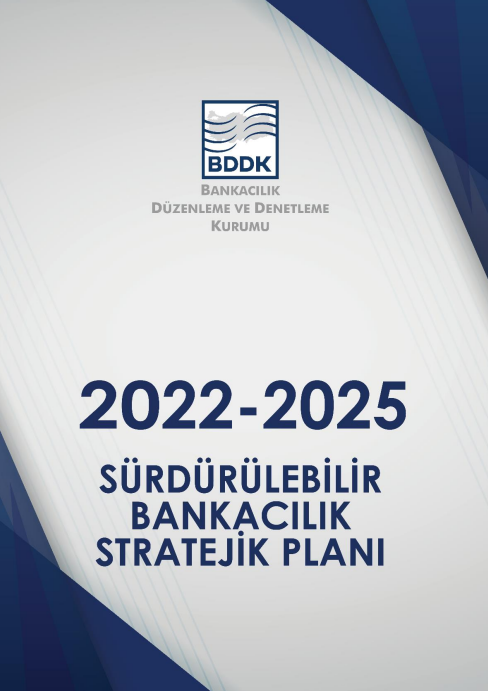 BDDK
BANKACILIK
DÜZENLEME VE DENETLEME
KURUMU
2022-2025
SÜRDÜRÜLEBİLİR
BANKACILIK
STRATEJİK PLANI